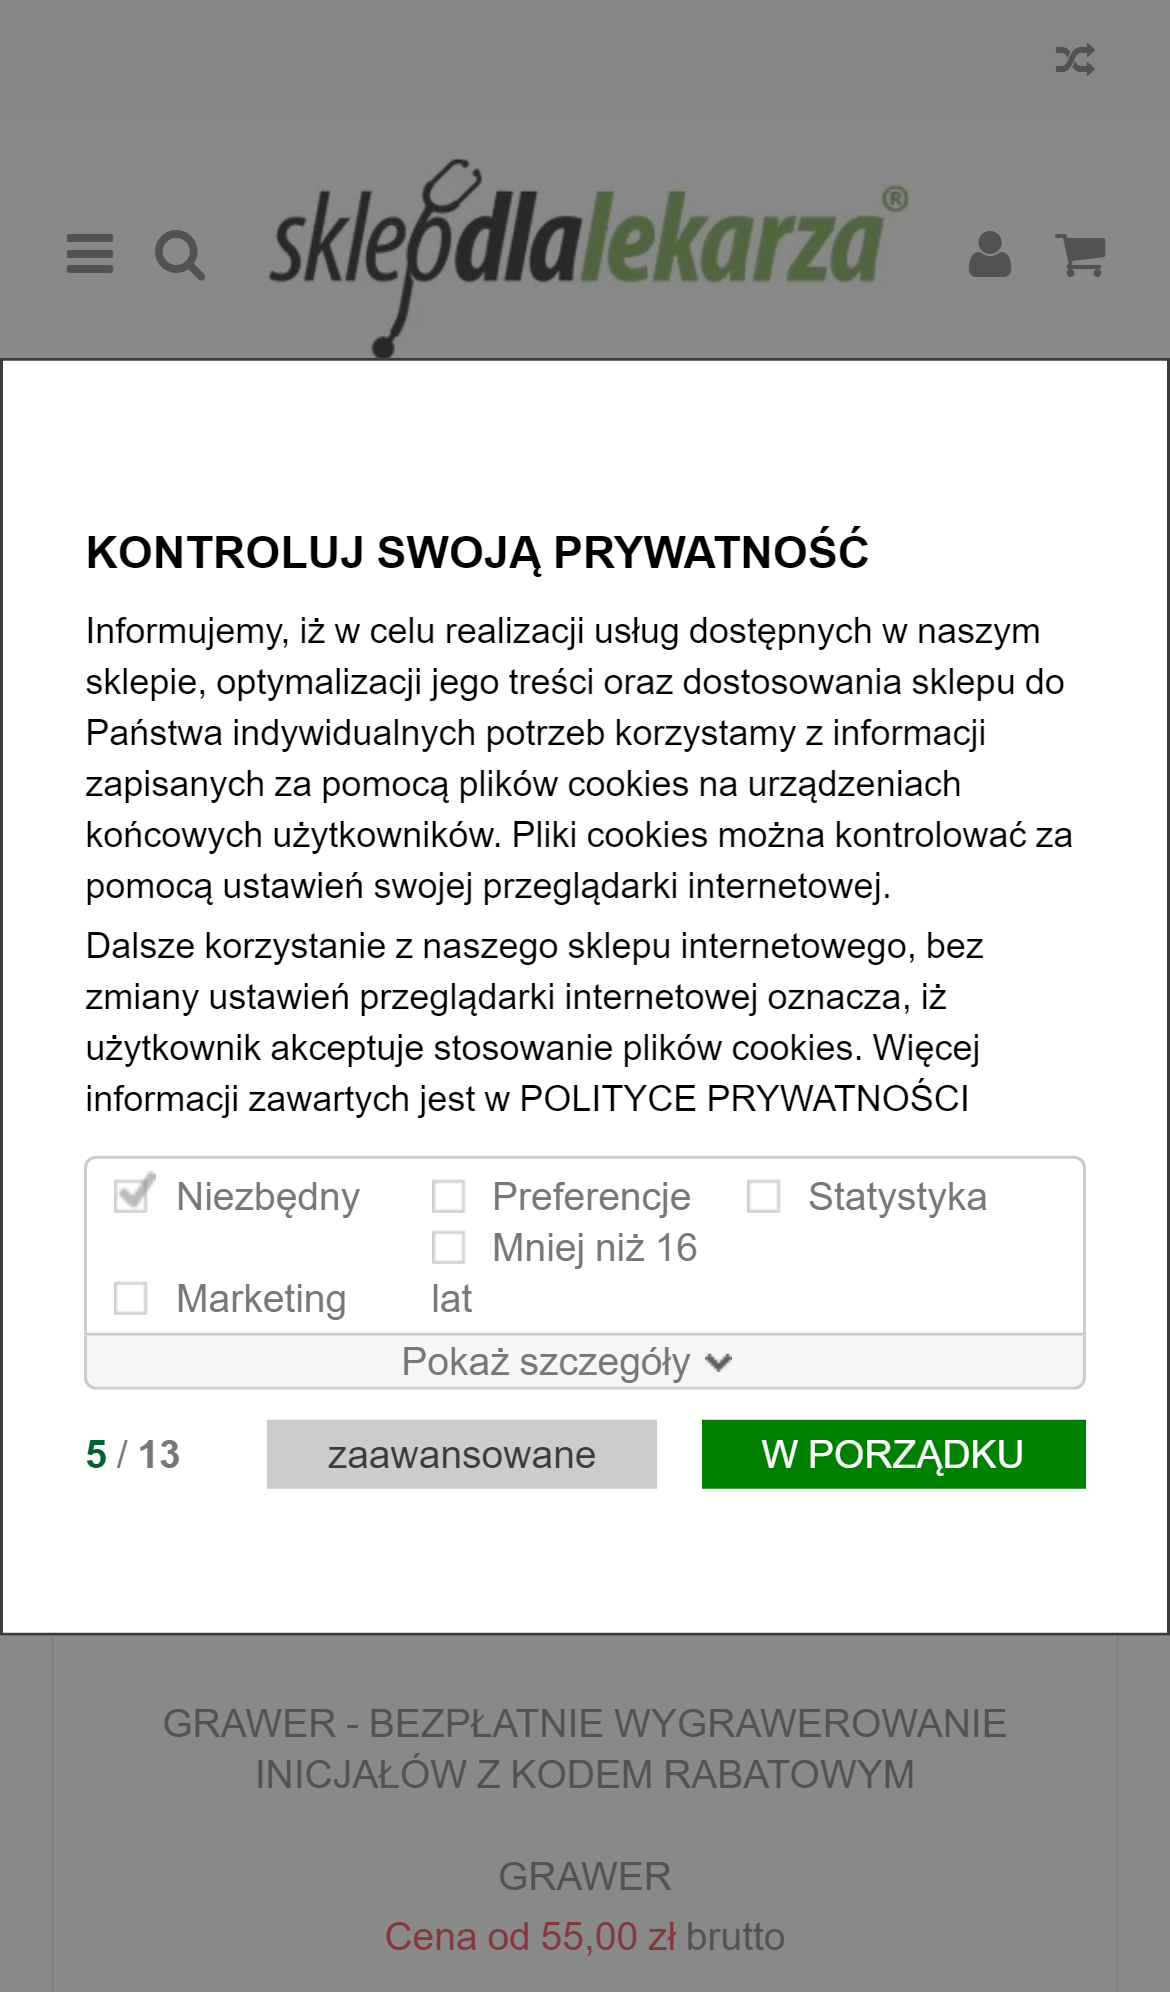 sklepdlalekarza®
KONTROLUJ SWOJĄ PRYWATNOŚĆ
Informujemy, iż w celu realizacji usług dostępnych w naszym
sklepie, optymalizacji jego treści oraz dostosowania sklepu do
Państwa indywidualnych potrzeb korzystamy z informacji
zapisanych za pomocą plików cookies na urządzeniach
końcowych użytkowników. Pliki cookies można kontrolować za
pomocą ustawień swojej przeglądarki internetowej.
Dalsze korzystanie z naszego sklepu internetowego, bez
zmiany ustawień przeglądarki internetowej oznacza, iż
użytkownik akceptuje stosowanie plików cookies. Więcej
informacji zawartych jest w POLITYCE PRYWATNOŚCI
Niezbędny Preferencje Statystyka
Mniej niż 16
Marketing lat
Pokaż szczegóły
5 / 13 zaawansowane W PORZĄDKU
GRAWER - BEZPŁATNIE WYGRAWEROWANIE
INICJAŁÓW Z KODEM RABATOWYM
GRAWER
Cena od 55,00 zł brutto